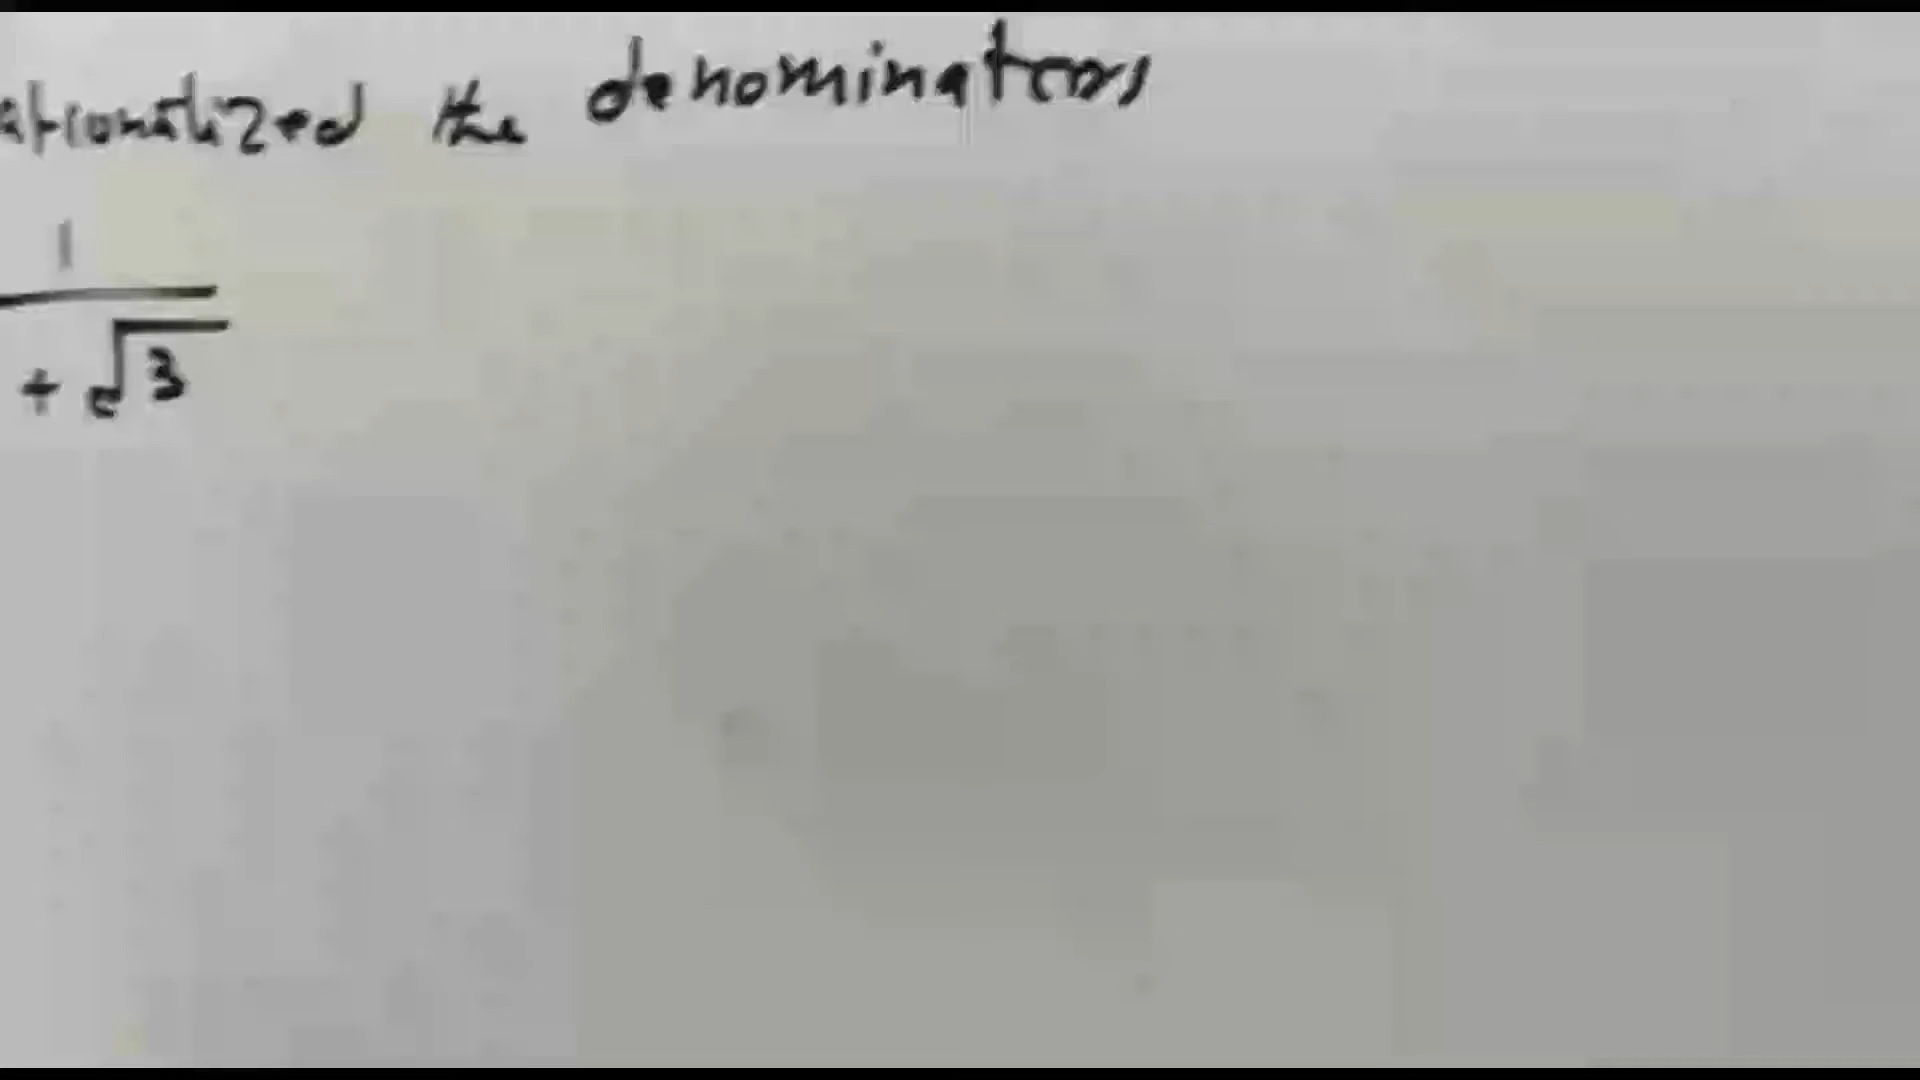 ationalized the denominators
1
+ √3